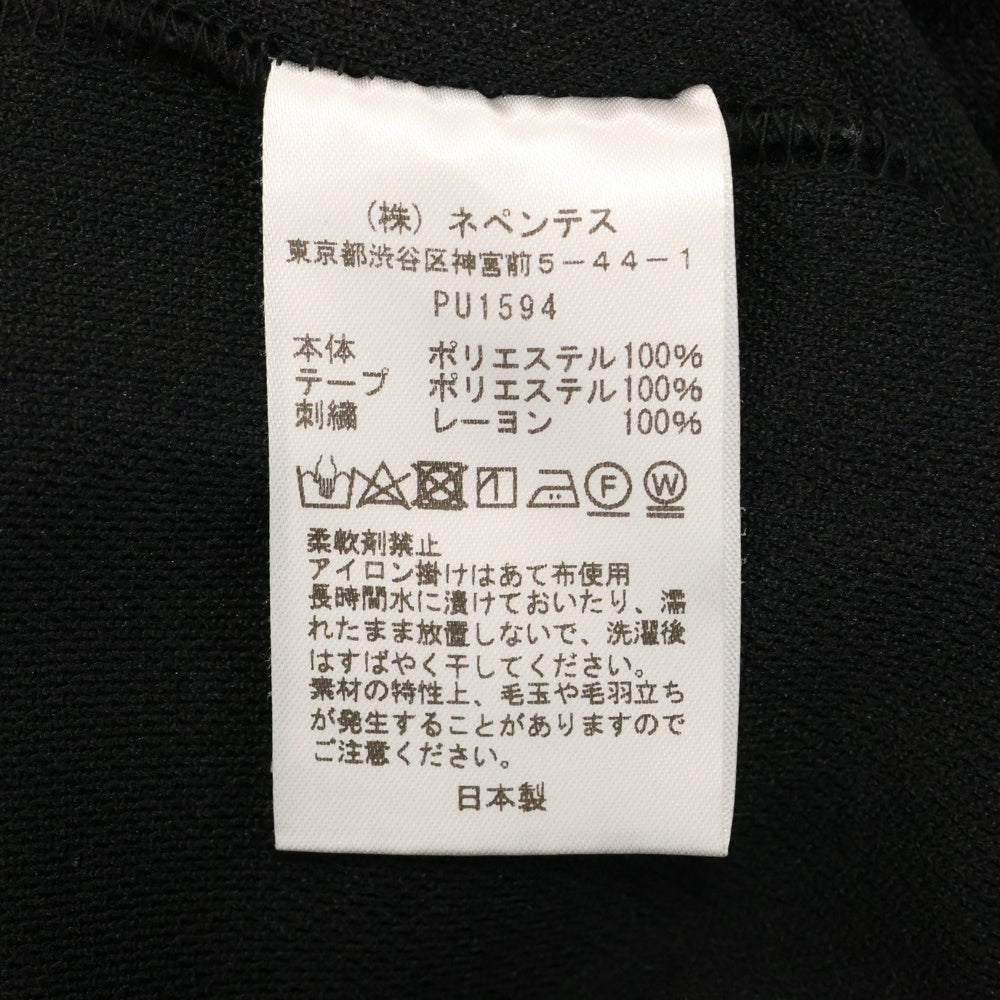 (株) ネペンテス
東京都渋谷区神宮前5-44-1
PU1594
本体 ポリエステル100%
テープ ポリエステル100%
刺繍 レーヨン 100%
F W
柔軟剤禁止
アイロン掛けはあて布使用
長時間水に漬けておいたり、濡
れたまま放置しないで、洗濯後
はすばやく干してください。
素材の特性上、毛玉や毛羽立ち
が発生することがありますので
ご注意ください。
日本製